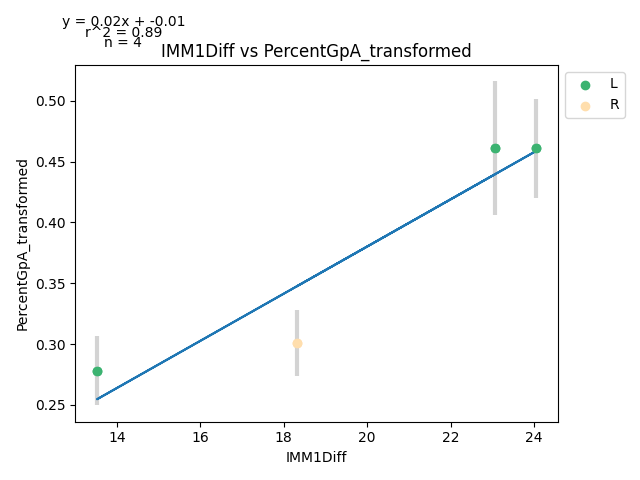 y = 0.02x + -0.01
r^2 = 0.89
n = 4
IMM1Diff vs PercentGpA_transformed
L
R
PercentGpA_transformed
0.50
0.45
0.40
0.35
0.30
0.25
14 16 18 20 22 24
IMM1Diff